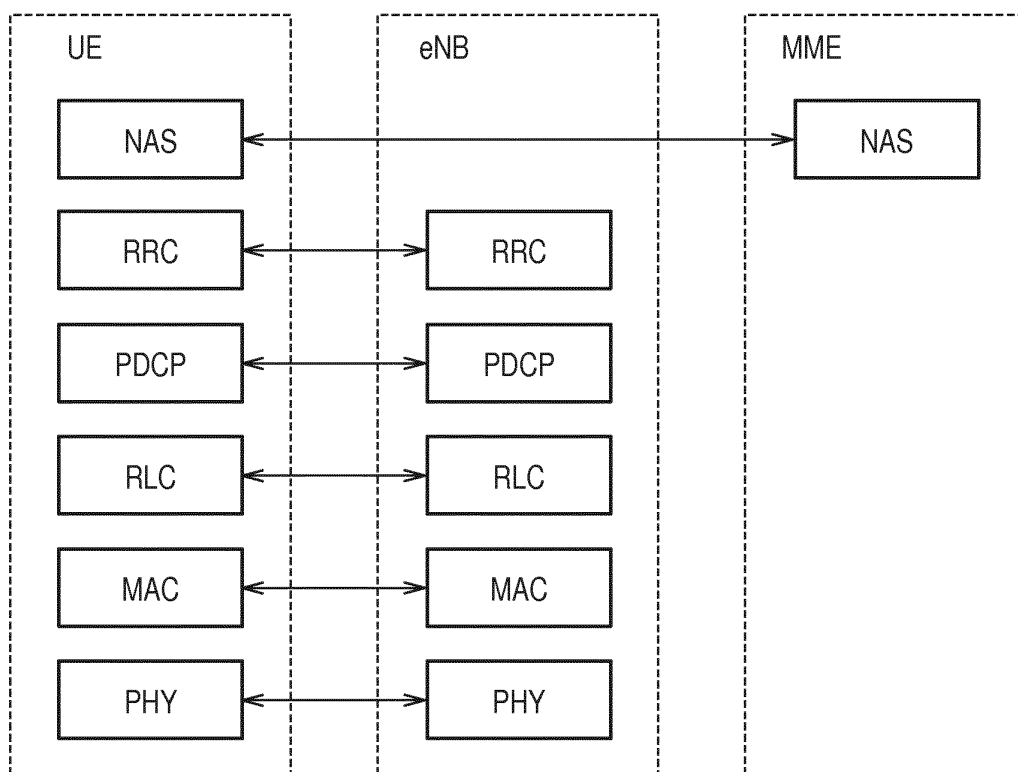 UE eNB MME
NAS NAS
RRC RRC
PDCP PDCP
RLC RLC
MAC MAC
PHY PHY